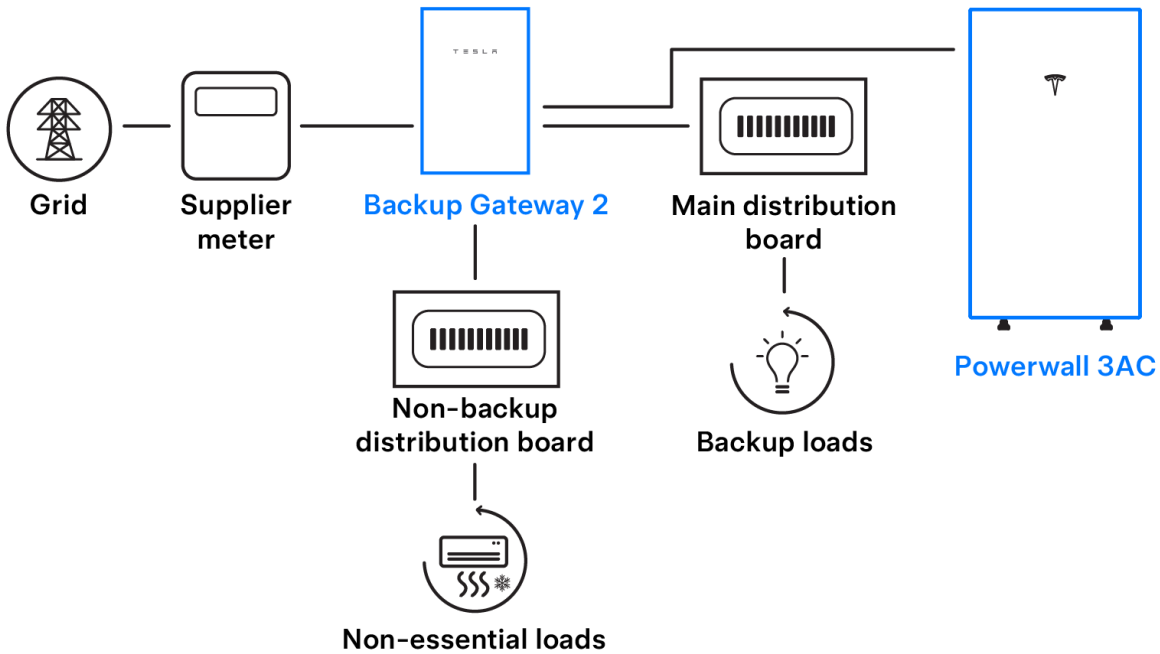 TESLA
Grid
Supplier
meter
Backup Gateway 2
Main distribution
board
Powerwall 3AC
Non-backup
distribution board
Backup loads
Non-essential loads